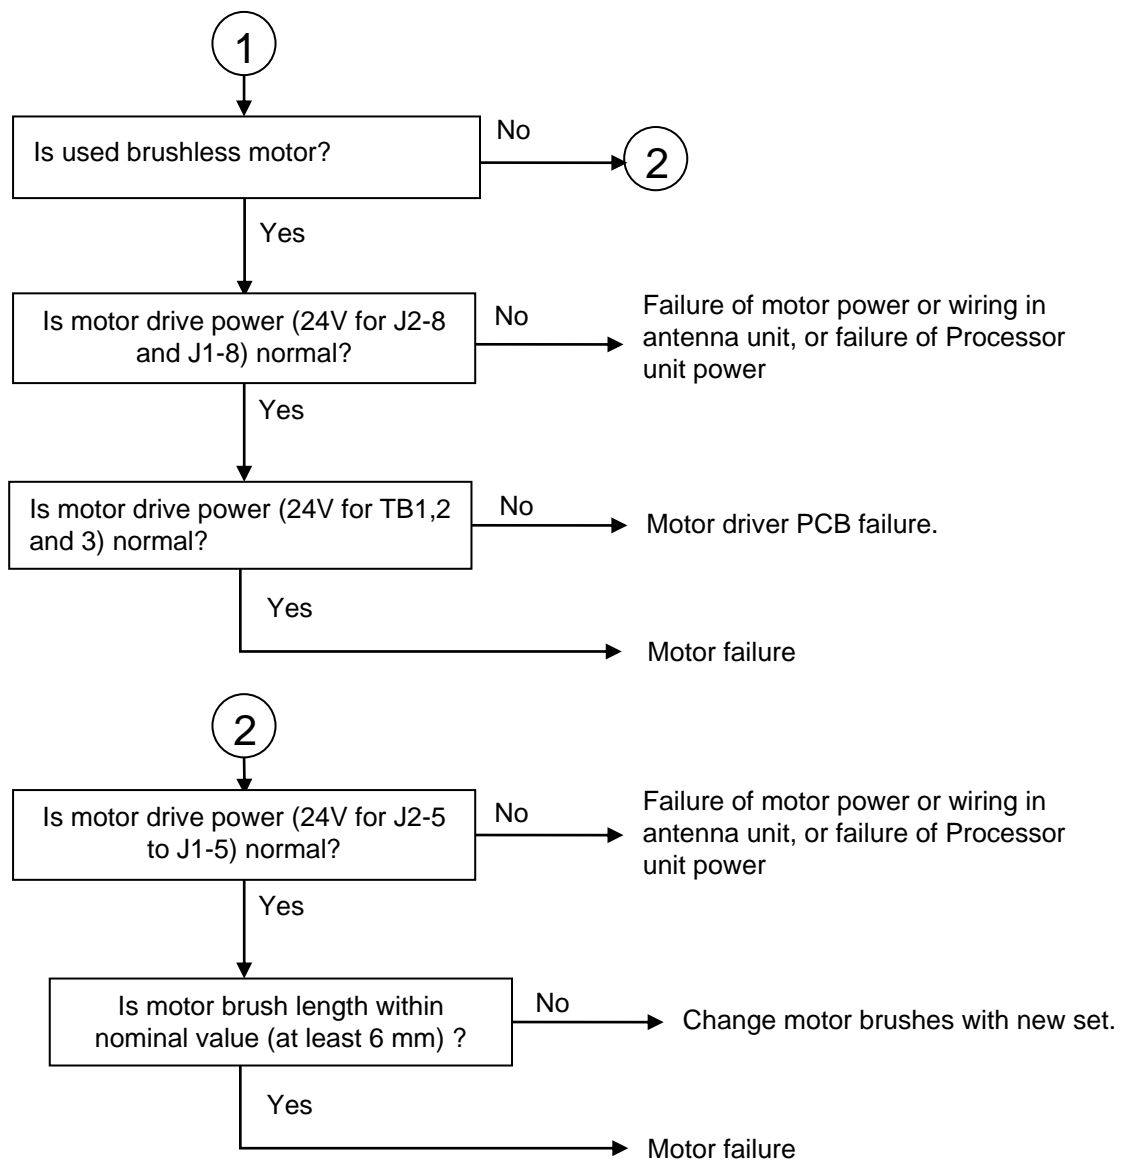 1
Is used brushless motor?
No
2
Yes
Is motor drive power (24V for J2-8
and J1-8) normal?
No
Failure of motor power or wiring in
antenna unit, or failure of Processor
unit power
Yes
Is motor drive power (24V for TB1,2
and 3) normal?
No
Motor driver PCB failure.
Yes
Motor failure
2
Is motor drive power (24V for J2-5
to J1-5) normal?
No
Failure of motor power or wiring in
antenna unit, or failure of Processor
unit power
Yes
Is motor brush length within
nominal value (at least 6 mm) ?
No
Change motor brushes with new set.
Yes
Motor failure